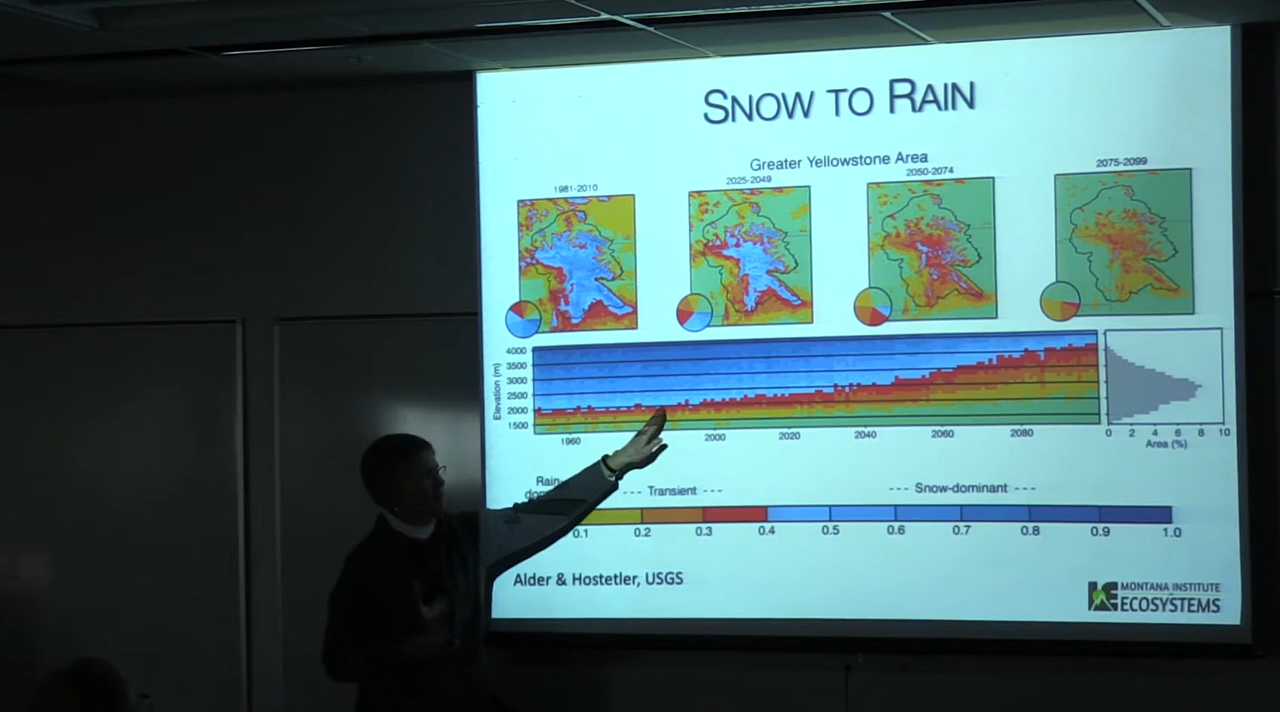 SNOW TO RAIN
Greater Yellowstone Area
1981-2010
2025-2049
2050-2074
2075-2099
Elevation (m)
4000
3500
3000
2500
2000
1500
1960
2000
2020
2040
2060
2080
0 2 4 6 8 10
Area (%)
Rain-
--- Transient ---
--- Snow-dominant ---
0.1 0.2 0.3 0.4 0.5 0.6 0.7 0.8 0.9 1.0
Alder & Hostetler, USGS
MONTANA INSTITUTE
ECOSYSTEMS